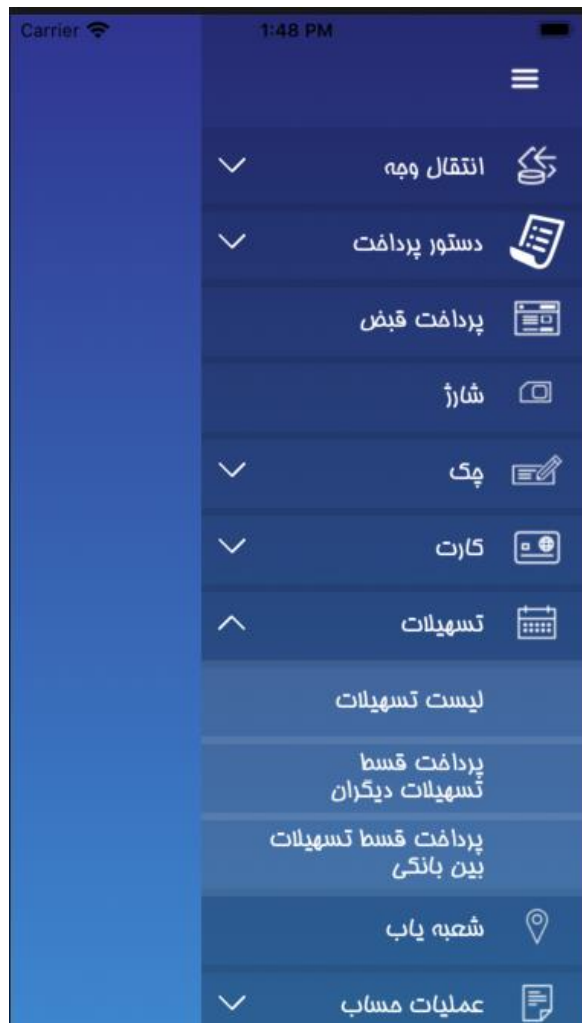 Carrier
1:48 PM
انتقال وجه
دستور پرداخت
پرداخت قبض
شارژ
چک
کارت
تسهیلات
لیست تسهیلات
پرداخت قسط
تسهیلات دیگران
پرداخت قسط تسهیلات
بین بانکی
شعبه یاب
عملیات حساب